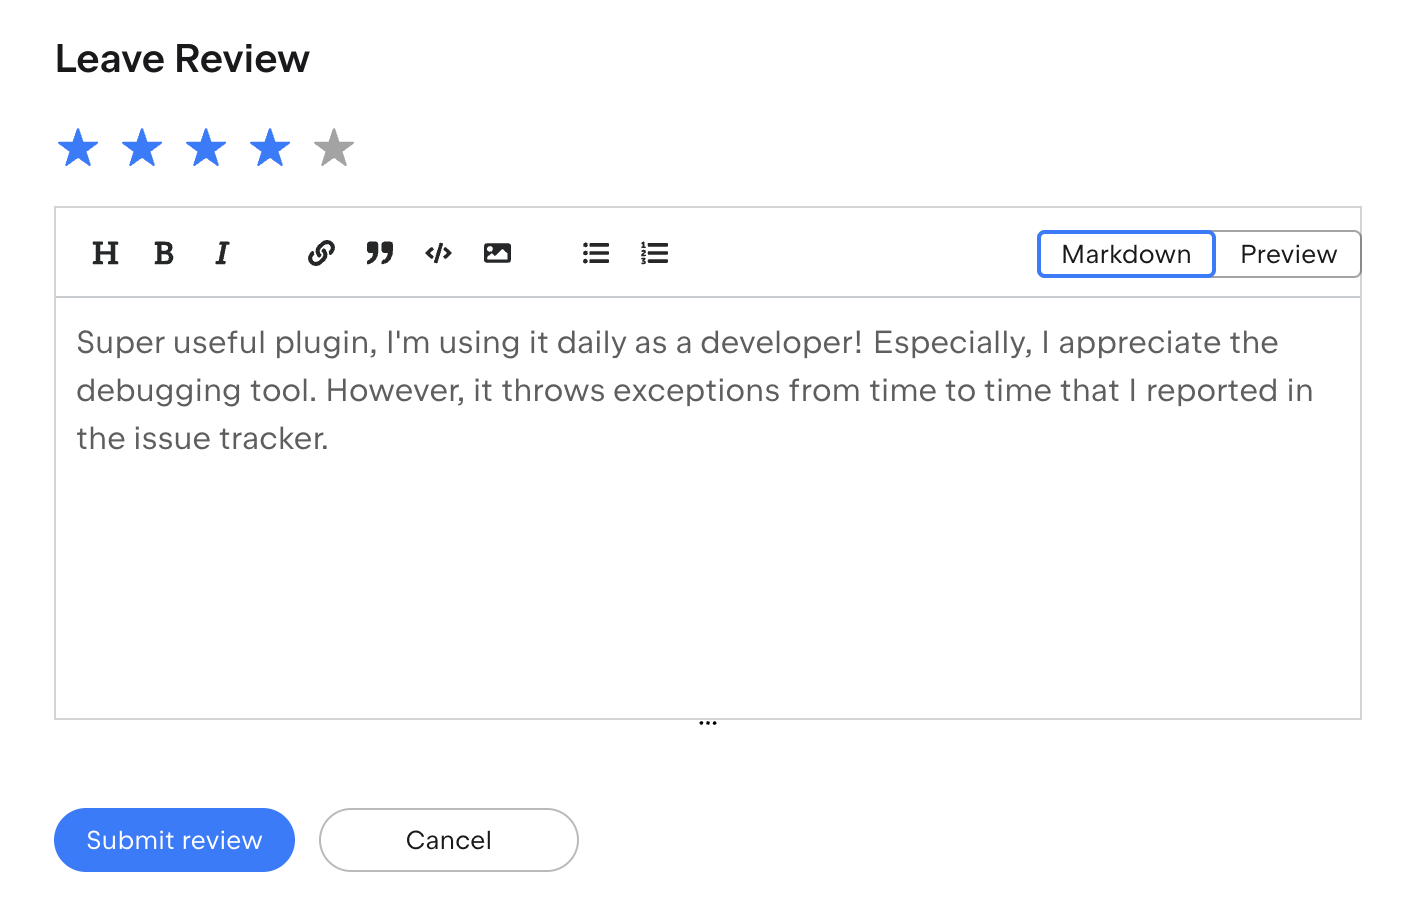 Leave Review
H B I
Markdown Preview
Super useful plugin, I'm using it daily as a developer! Especially, I appreciate the
debugging tool. However, it throws exceptions from time to time that I reported in
the issue tracker.
Submit review Cancel